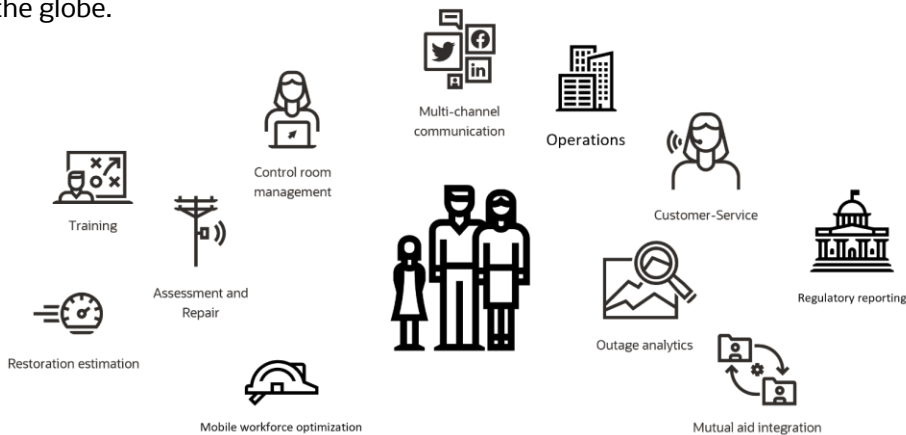 the globe.
Multi-channel
communication
Operations
Control room
management
Customer-Service
Training
Assessment and
Repair
Regulatory reporting
Outage analytics
Restoration estimation
Mobile workforce optimization
Mutual aid integration